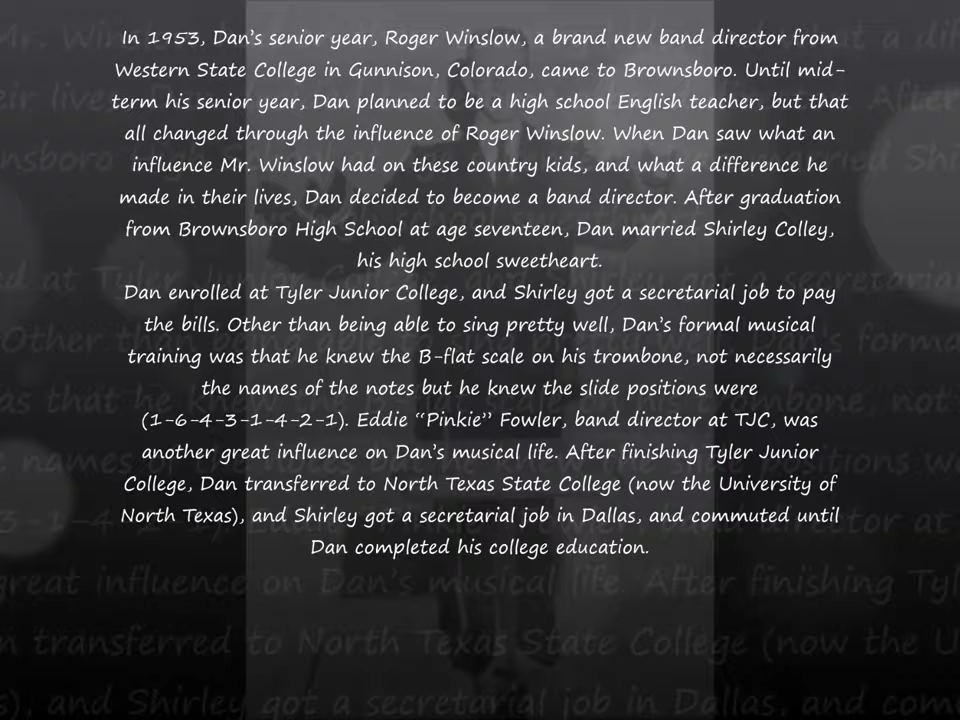 In 1953, Dan's senior year, Roger Winslow, a brand new band director from
Western State College in Gunnison, Colorado, came to Brownsboro. Until mid-
term his senior year, Dan planned to be a high school English teacher, but that
all changed through the influence of Roger Winslow. When Dan saw what an
influence Mr. Winslow had on these country kids, and what a difference he
made in their lives, Dan decided to become a band director. After graduation
from Brownsboro High School at age seventeen, Dan married Shirley Colley,
his high school sweetheart.
Dan enrolled at Tyler Junior College, and Shirley got a secretarial job to pay
the bills. Other than being able to sing pretty well, Dan's formal musical
training was that he knew the B-flat scale on his trombone, not necessarily
the names of the notes but he knew the slide positions were
(1-6-4-3-1-4-2-1). Eddie "Pinkie" Fowler, band director at TJC, was
another great influence on Dan's musical life. After finishing Tyler Junior
College, Dan transferred to North Texas State College (now the University of
North Texas), and Shirley got a secretarial job in Dallas, and commuted until
Dan completed his college education.